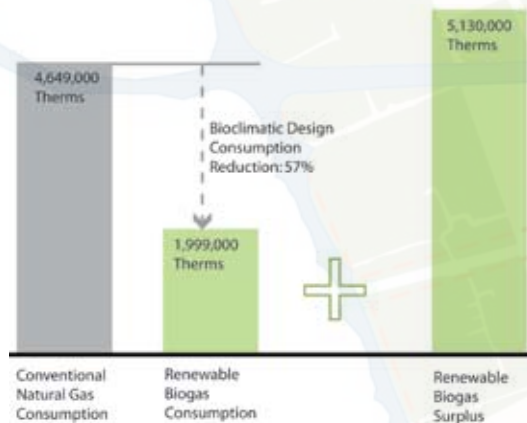 4,649,000
Therms
Bioclimatic Design
Consumption
Reduction: 57%
1,999,000
Therms
5,130,000
Therms
Conventional
Natural Gas
Consumption
Renewable
Biogas
Consumption
Renewable
Biogas
Surplus